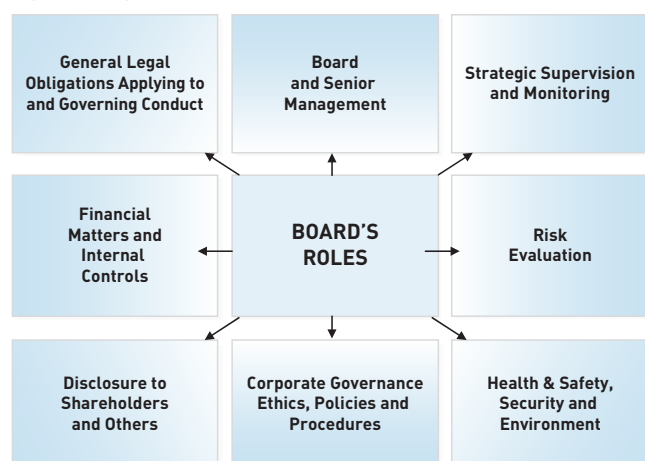 General Legal
Obligations Applying to
and Governing Conduct
Board
and Senior
Management
Strategic Supervision
and Monitoring
Financial
Matters and
Internal
Controls
BOARD'S
ROLES
Risk
Evaluation
Disclosure to
Shareholders
and Others
Corporate Governance
Ethics, Policies and
Procedures
Health & Safety,
Security and
Environment